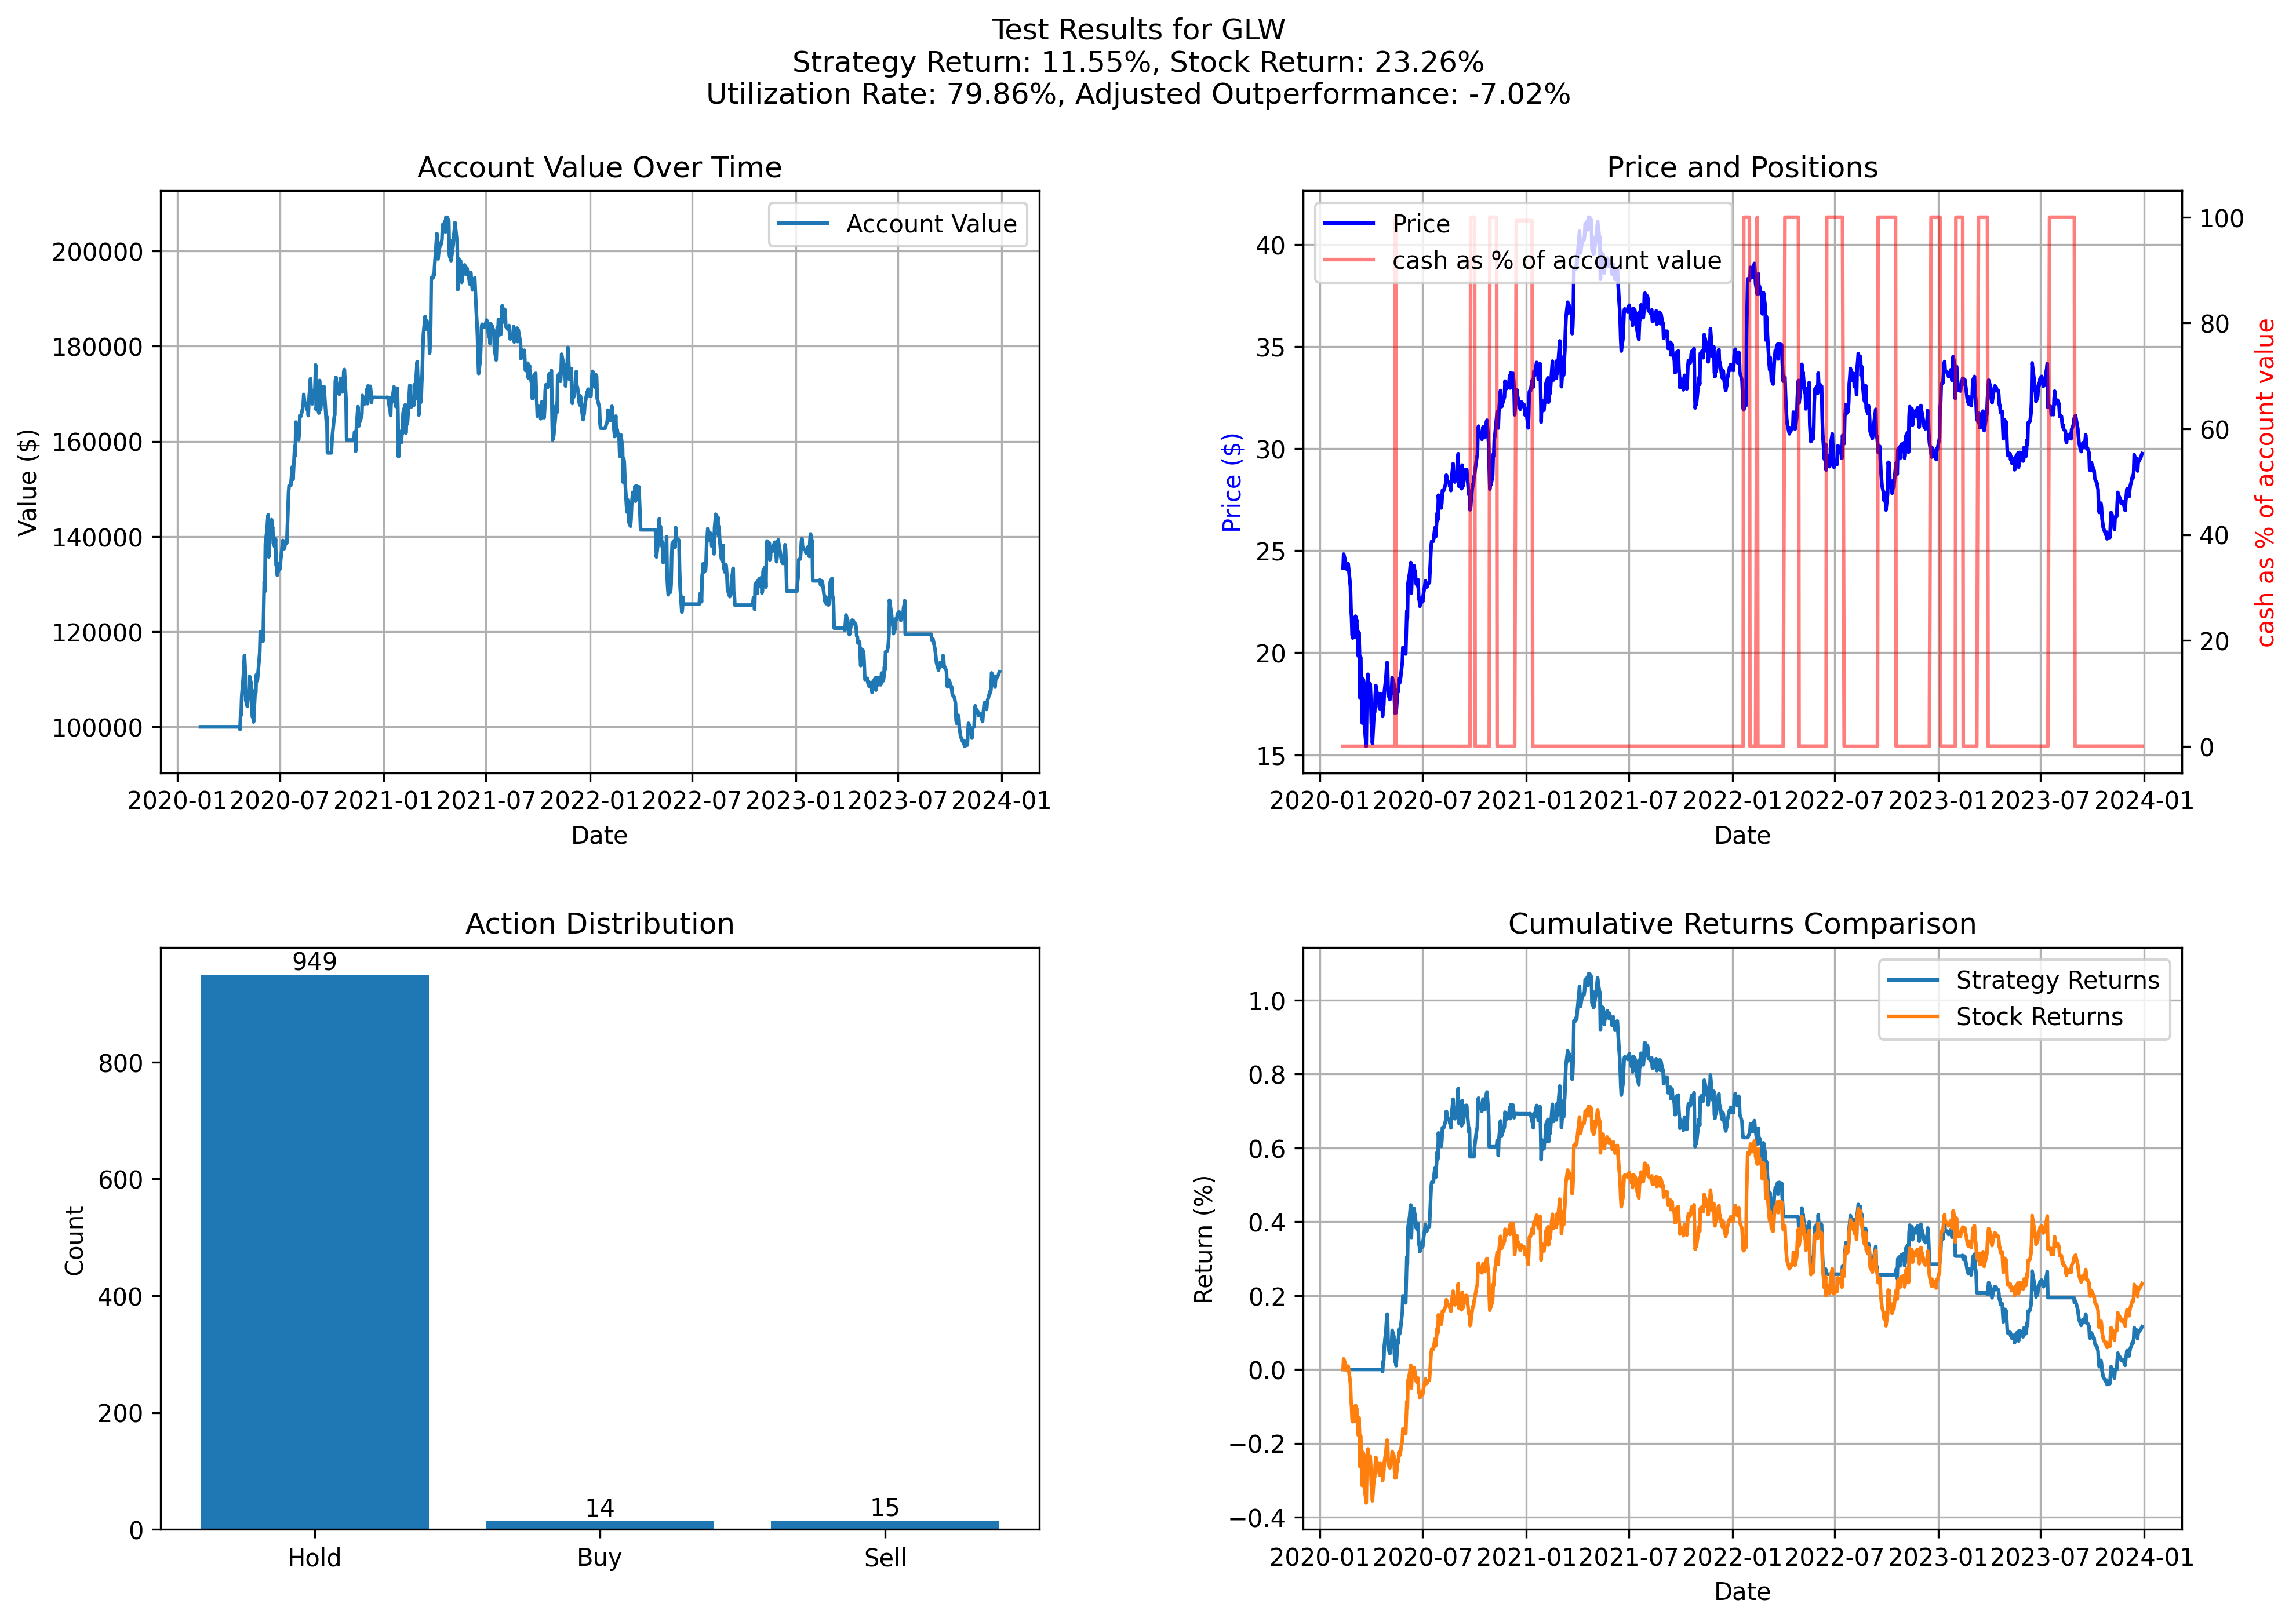 Test Results for GLW
Strategy Return: 11.55%, Stock Return: 23.26%
Utilization Rate: 79.86%, Adjusted Outperformance: -7.02%
Account Value Over Time
Account Value
Value ($)
200000
180000
160000
140000
120000
100000
2020-01 2020-07 2021-01 2021-07 2022-01 2022-07 2023-01 2023-07 2024-01
Date
Price and Positions
Price
cash as % of account value
Price ($)
40
35
30
25
20
15
100
80
60
40
20
0
cash as % of account value
2020-01 2020-07 2021-01 2021-07 2022-01 2022-07 2023-01 2023-07 2024-01
Date
Action Distribution
Count
800
600
400
200
0
949
14
15
Hold Buy Sell
Cumulative Returns Comparison
Strategy Returns
Stock Returns
Return (%)
1.0
0.8
0.6
0.4
0.2
0.0
−0.2
−0.4
2020-01 2020-07 2021-01 2021-07 2022-01 2022-07 2023-01 2023-07 2024-01
Date